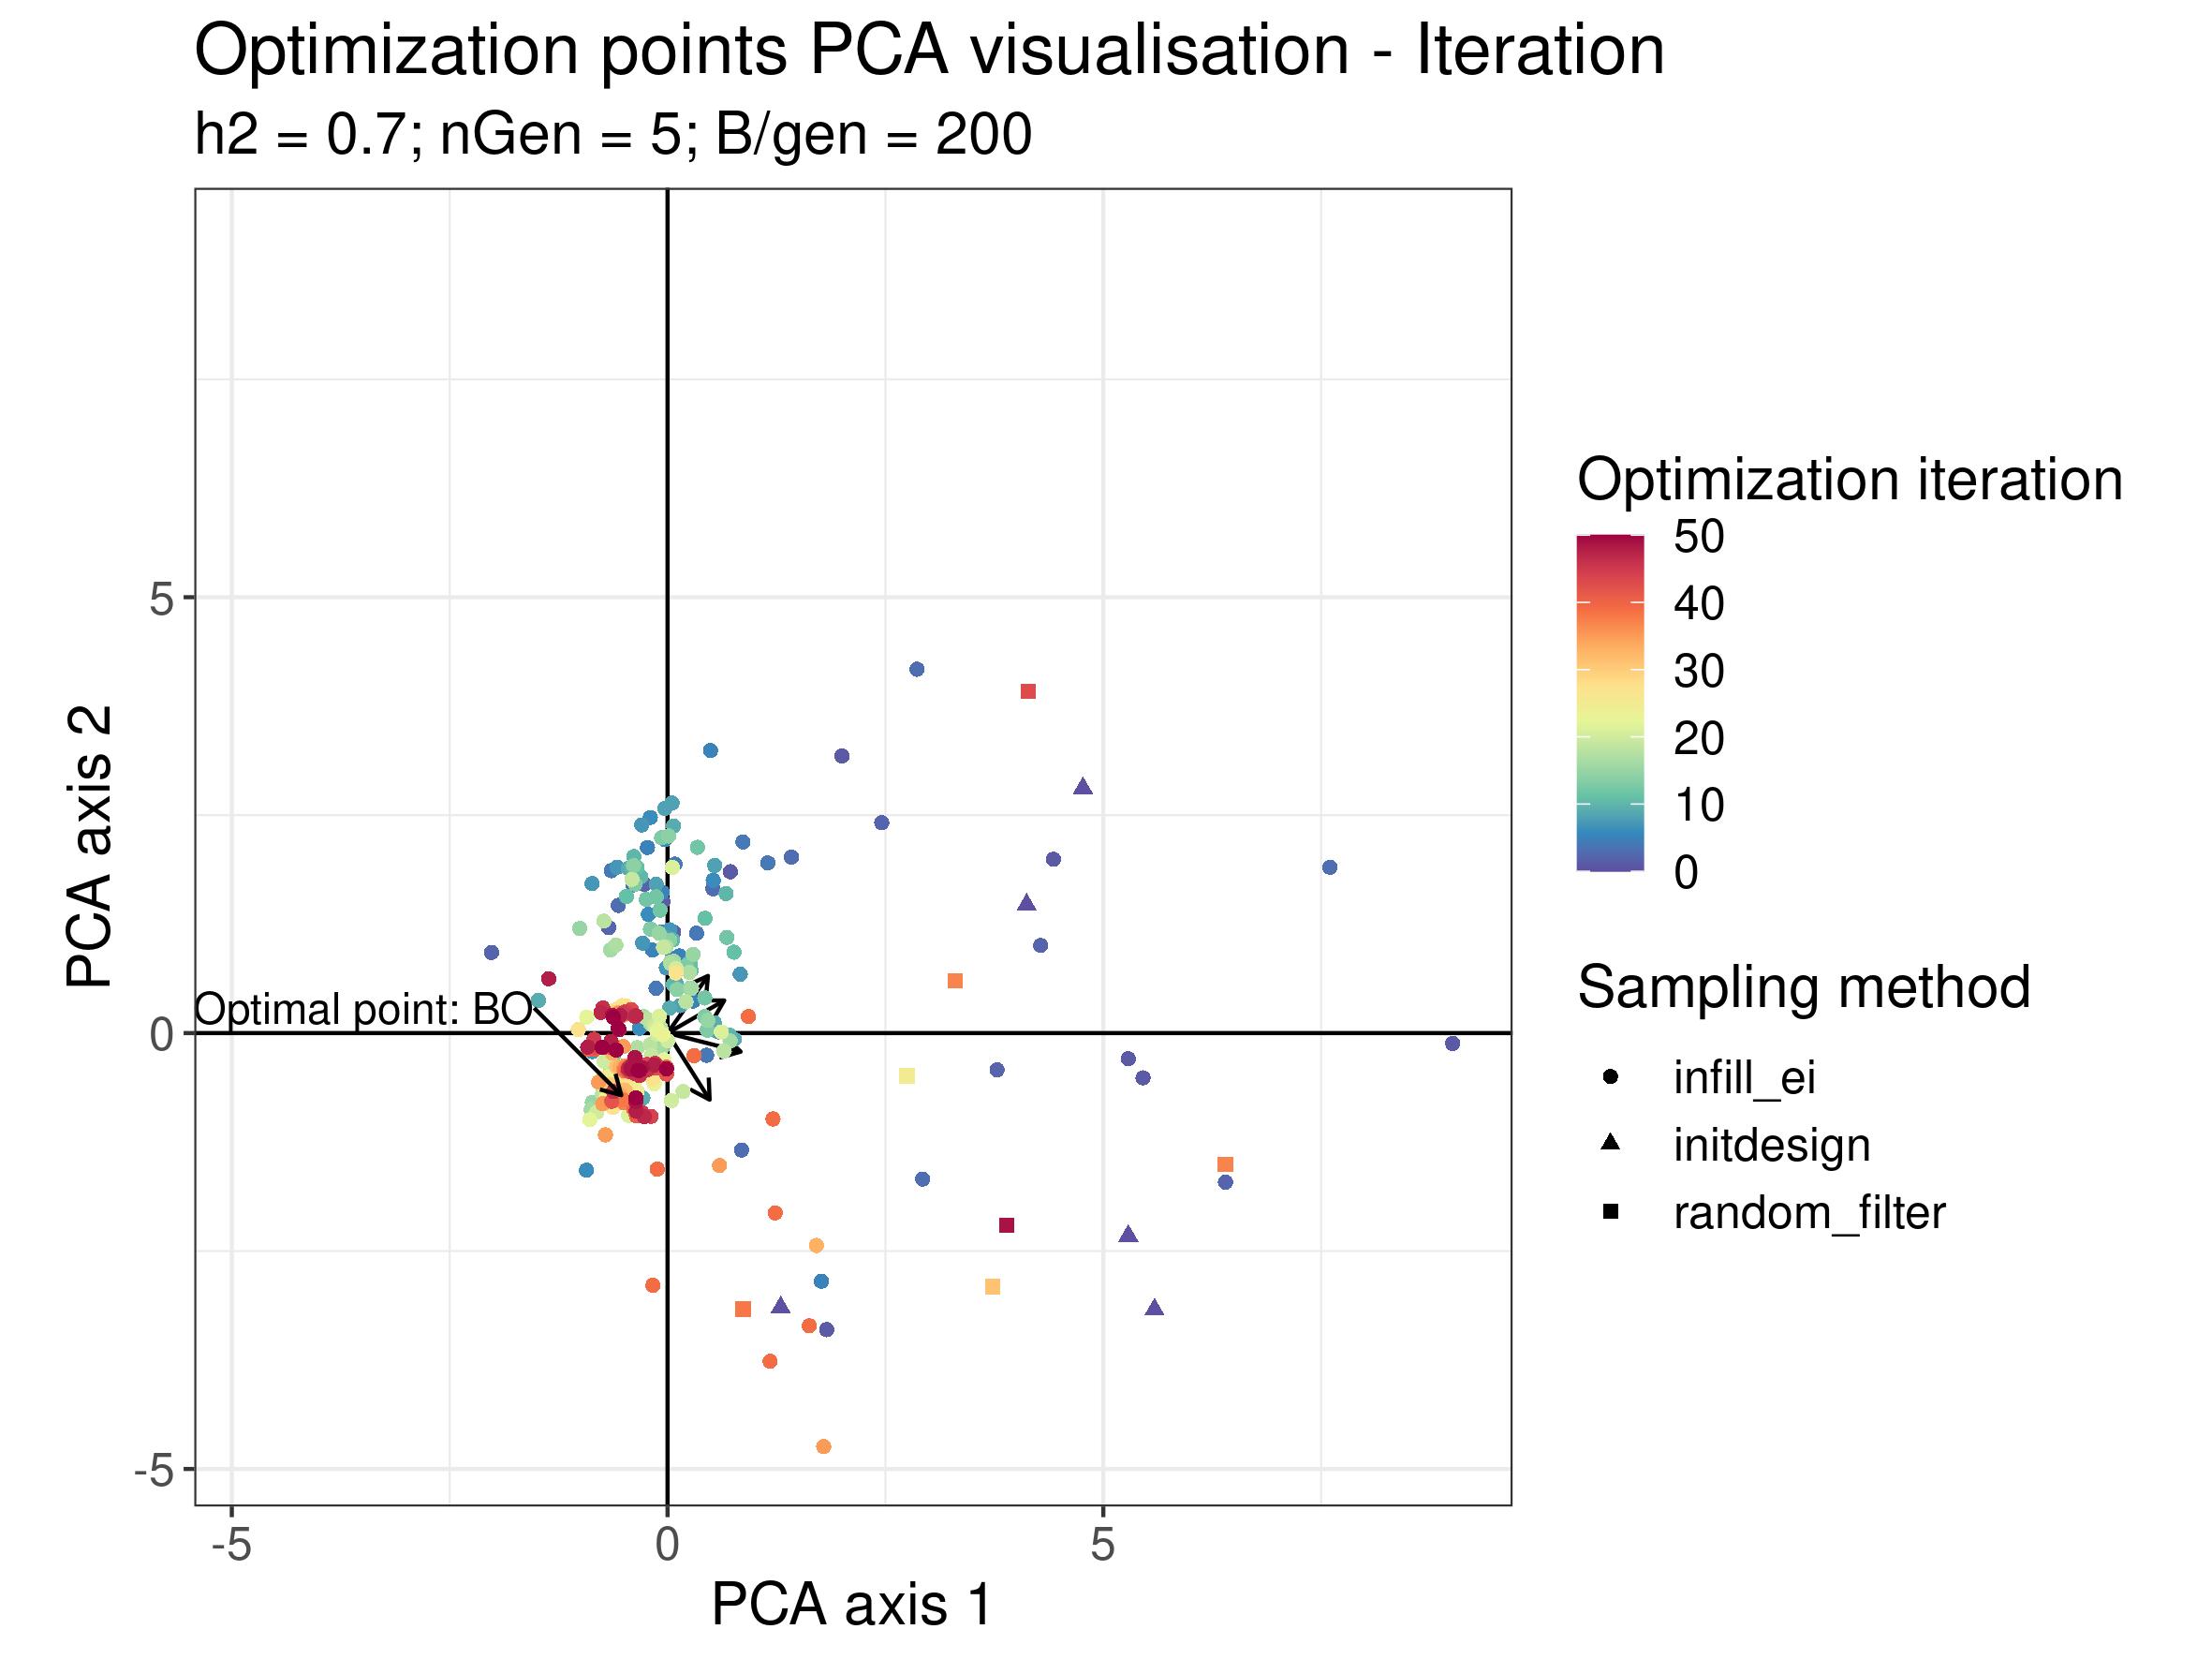 Optimization points PCA visualisation - Iteration
h2 = 0.7; nGen = 5; B/gen = 200
PCA axis 2
5
0
-5
Optimal point: BO
-5
0
5
PCA axis 1
Optimization iteration
50
40
30
20
10
0
Sampling method
infill_ei
initdesign
random_filter